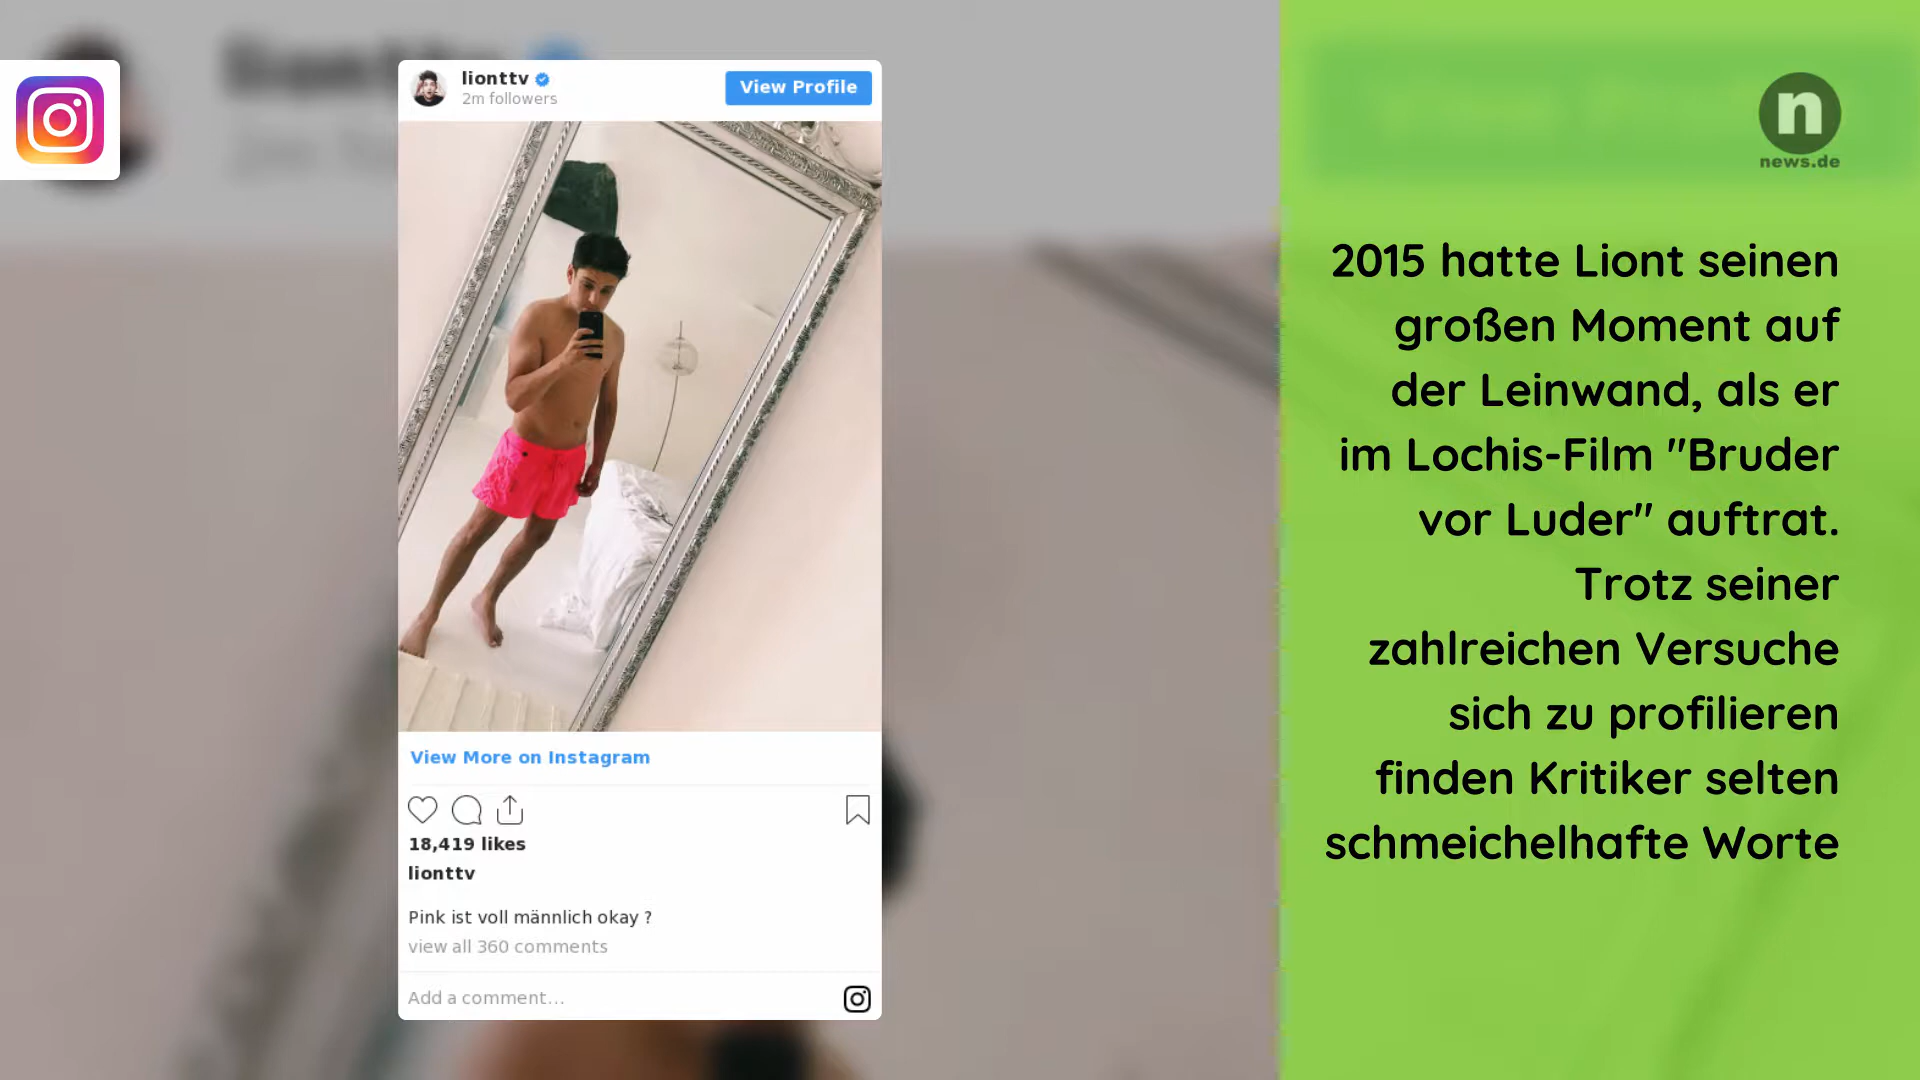 lionttv
2m followers
View Profile
View More on Instagram
18,419 likes
lionttv
Pink ist voll männlich okay ?
view all 360 comments
Add a comment...
n
news.de
2015 hatte Liont seinen
großen Moment auf
der Leinwand, als er
im Lochis-Film "Bruder
vor Luder" auftrat.
Trotz seiner
zahlreichen Versuche
sich zu profilieren
finden Kritiker selten
schmeichelhafte Worte